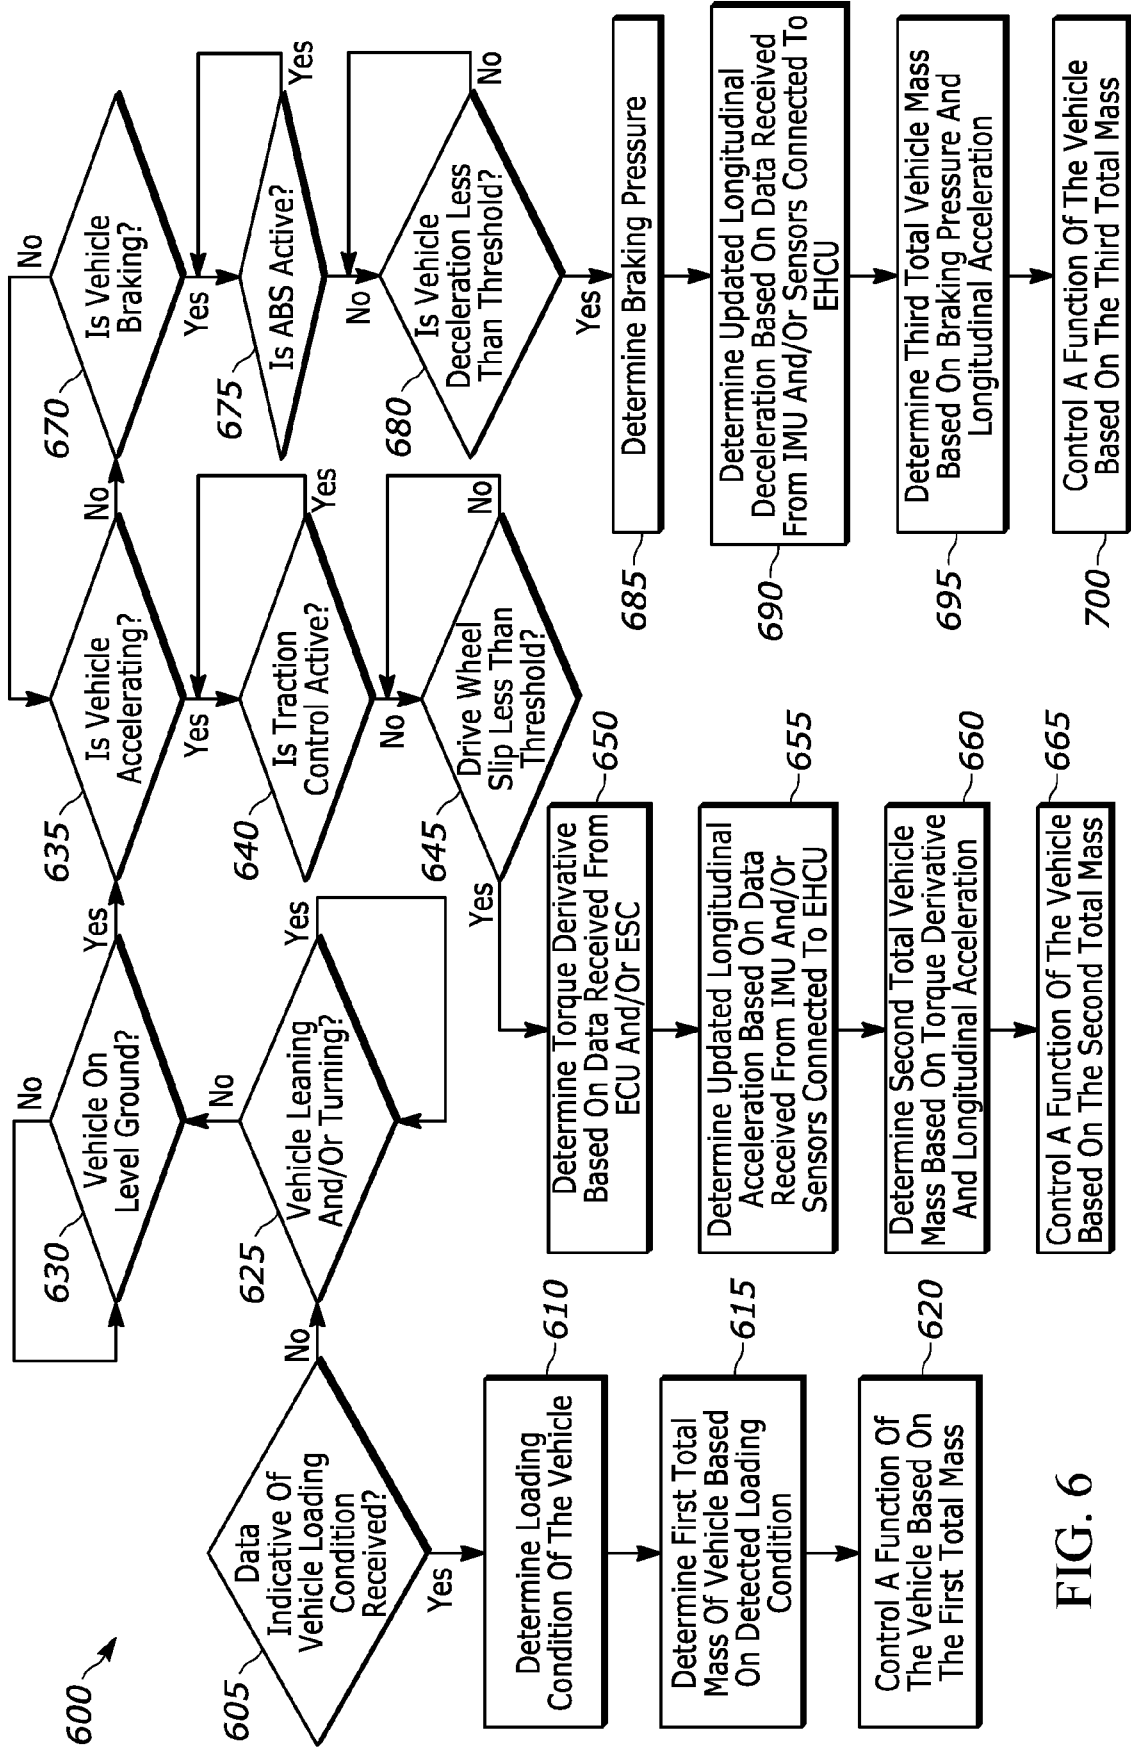 600
605
Data
Indicative Of
Vehicle Loading
Condition
Received?
Yes
No
610
Determine Loading
Condition Of The Vehicle
615
Determine First Total
Mass Of Vehicle Based
On Detected Loading
Condition
620
Control A Function Of
The Vehicle Based On
The First Total Mass
625
Vehicle Leaning
And/Or Turning?
Yes
No
630
Vehicle On
Level Ground?
No
Yes
635
Is Vehicle
Accelerating?
No
Yes
640
Is Traction
Control Active?
Yes
No
645
Drive Wheel
Slip Less Than
Threshold?
No
Yes
650
Determine Torque Derivative
Based On Data Received From
ECU And/Or ESC
655
Determine Updated Longitudinal
Acceleration Based On Data
Received From IMU And/Or
Sensors Connected To EHCU
660
Determine Second Total Vehicle
Mass Based On Torque Derivative
And Longitudinal Acceleration
665
Control A Function Of The Vehicle
Based On The Second Total Mass
670
Is Vehicle
Braking?
No
Yes
675
Is ABS Active?
Yes
No
680
Is Vehicle
Deceleration Less
Than Threshold?
No
Yes
685
Determine Braking Pressure
690
Determine Updated Longitudinal
Deceleration Based On Data Received
From IMU And/Or Sensors Connected To
EHCU
695
Determine Third Total Vehicle Mass
Based On Braking Pressure And
Longitudinal Acceleration
700
Control A Function Of The Vehicle
Based On The Third Total Mass
FIG. 6